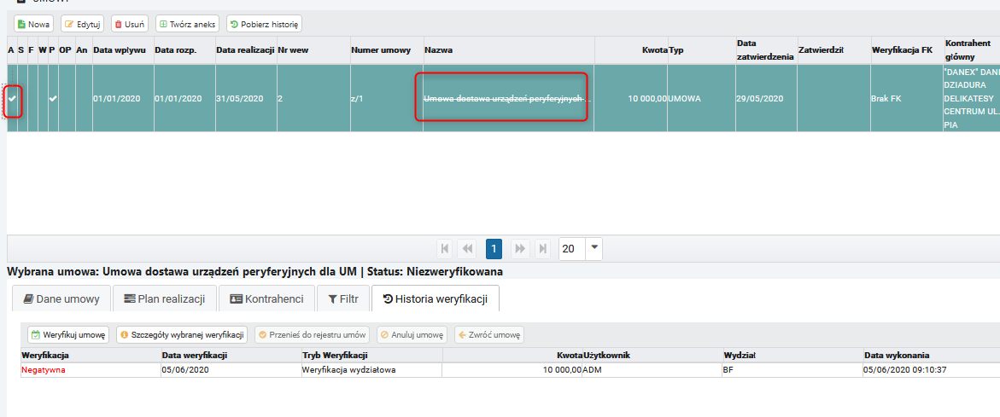 UMOWY
Nowa Edytuj Usuń Twórz aneks Pobierz historię
A S F W P OP An Data wpływu Data rozp. Data realizacji Nr wew Numer umowy Nazwa Kwota Typ Data zatwierdzenia Zatwierdził Weryfikacja FK Kontrahent główny
01/01/2020 01/01/2020 31/05/2020 2 z/1 Umowa dostawa urządzeń peryferyjnych ... 10 000,00 UMOWA 29/05/2020 Brak FK "DANEX" DANI
DZIADURA
DELIKATESY
CENTRUM UL.
PIA
1 20
Wybrana umowa: Umowa dostawa urządzeń peryferyjnych dla UM | Status: Niezweryfikowana
Dane umowy Plan realizacji Kontrahenci Filtr Historia weryfikacji
Weryfikuj umowę Szczegóły wybranej weryfikacji Przenieś do rejestru umów Anuluj umowę Zwróć umowę
Weryfikacja Data weryfikacji Tryb Weryfikacji Kwota Użytkownik Wydział Data wykonania
Negatywna 05/06/2020 Weryfikacja wydziałowa 10 000,00 ADM BF 05/06/2020 09:10:37